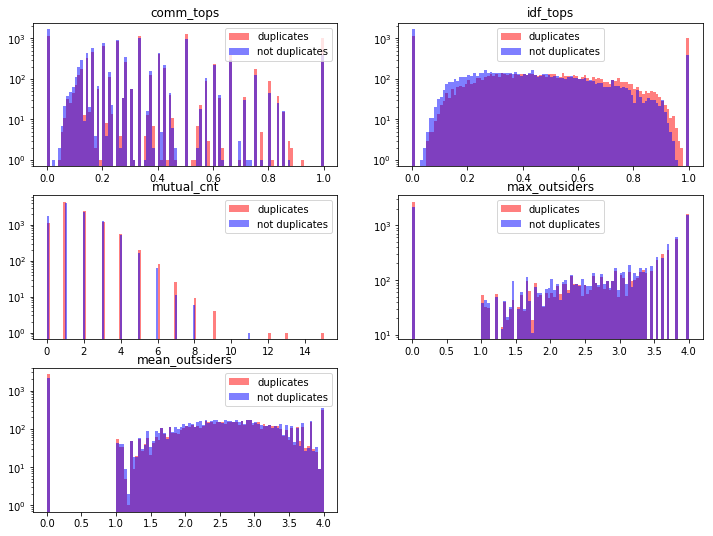 comm_tops
idf_tops
10³
10²
10¹
10⁰
duplicates
not duplicates
0.0 0.2 0.4 0.6 0.8 1.0
10³
10²
10¹
10⁰
duplicates
not duplicates
0.0 0.2 0.4 0.6 0.8 1.0
mutual_cnt
max_outsiders
10³
10²
10¹
10⁰
duplicates
not duplicates
0 2 4 6 8 10 12 14
10³
10²
10¹
duplicates
not duplicates
0.0 0.5 1.0 1.5 2.0 2.5 3.0 3.5 4.0
mean_outsiders
10³
10²
10¹
10⁰
duplicates
not duplicates
0.0 0.5 1.0 1.5 2.0 2.5 3.0 3.5 4.0